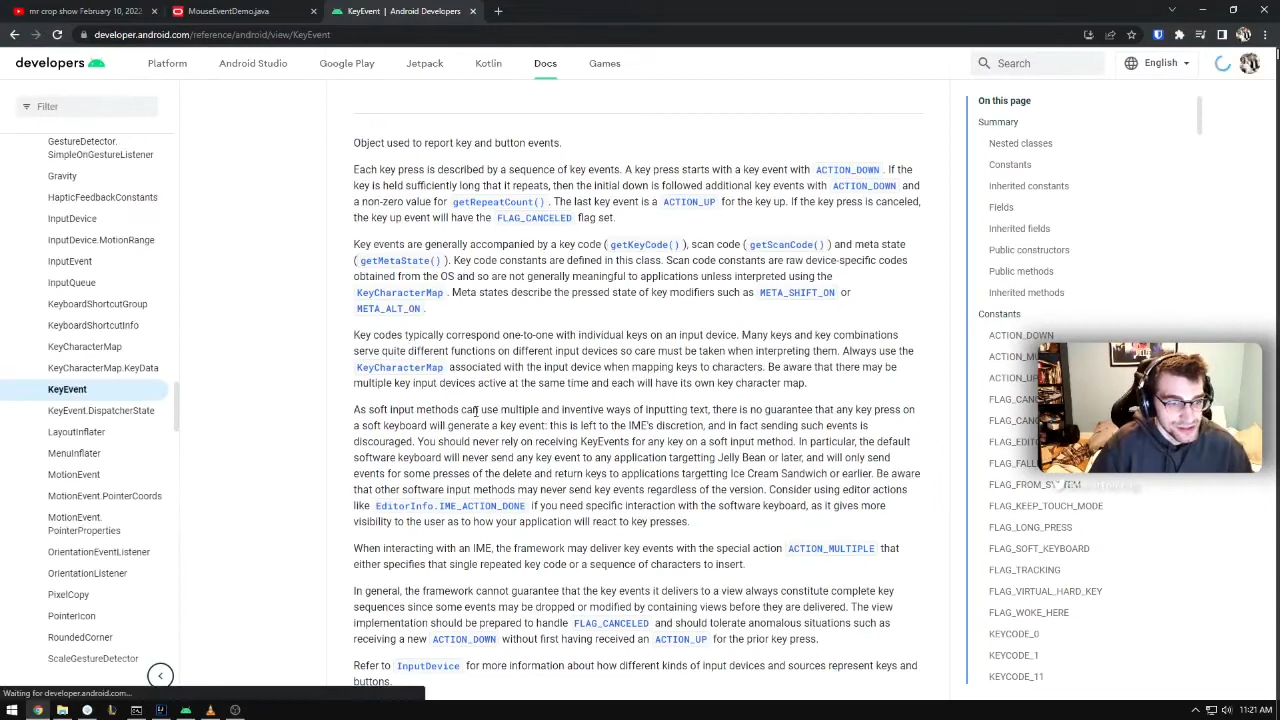 mr crop show February 10, 2022
MouseEventDemo.java
KeyEvent | Android Developers
developer.android.com/reference/android/view/KeyEvent
developers
Platform
Android Studio
Google Play
Jetpack
Kotlin
Docs
Games
Search
English
Filter
GestureDetector.
SimpleOnGestureListener
Gravity
HapticFeedbackConstants
InputDevice
InputDevice.MotionRange
InputEvent
InputQueue
KeyboardShortcutGroup
KeyboardShortcutInfo
KeyCharacterMap
KeyCharacterMap.KeyData
KeyEvent
KeyEvent.DispatcherState
LayoutInflater
MenuInflater
MotionEvent
MotionEvent.PointerCoords
MotionEvent.
PointerProperties
OrientationEventListener
OrientationListener
PixelCopy
PointerIcon
RoundedCorner
ScaleGestureDetector
Object used to report key and button events.
Each key press is described by a sequence of key events. A key press starts with a key event with ACTION_DOWN . If the
key is held sufficiently long that it repeats, then the initial down is followed additional key events with ACTION_DOWN and
a non-zero value for getRepeatCount() . The last key event is a ACTION_UP for the key up. If the key press is canceled,
the key up event will have the FLAG_CANCELED flag set.
Key events are generally accompanied by a key code ( getKeyCode() ), scan code ( getScanCode() ) and meta state
( getMetaState() ). Key code constants are defined in this class. Scan code constants are raw device-specific codes
obtained from the OS and so are not generally meaningful to applications unless interpreted using the
KeyCharacterMap . Meta states describe the pressed state of key modifiers such as META_SHIFT_ON or
META_ALT_ON .
Key codes typically correspond one-to-one with individual keys on an input device. Many keys and key combinations
serve quite different functions on different input devices so care must be taken when interpreting them. Always use the
KeyCharacterMap associated with the input device when mapping keys to characters. Be aware that there may be
multiple key input devices active at the same time and each will have its own key character map.
As soft input methods can use multiple and inventive ways of inputting text, there is no guarantee that any key press on
a soft keyboard will generate a key event: this is left to the IME's discretion, and in fact sending such events is
discouraged. You should never rely on receiving KeyEvents for any key on a soft input method. In particular, the default
software keyboard will never send any key event to any application targetting Jelly Bean or later, and will only send
events for some presses of the delete and return keys to applications targetting Ice Cream Sandwich or earlier. Be aware
that other software input methods may never send key events regardless of the version. Consider using editor actions
like EditorInfo.IME_ACTION_DONE if you need specific interaction with the software keyboard, as it gives more
visibility to the user as to how your application will react to key presses.
When interacting with an IME, the framework may deliver key events with the special action ACTION_MULTIPLE that
either specifies that single repeated key code or a sequence of characters to insert.
In general, the framework cannot guarantee that the key events it delivers to a view always constitute complete key
sequences since some events may be dropped or modified by containing views before they are delivered. The view
implementation should be prepared to handle FLAG_CANCELED and should tolerate anomalous situations such as
receiving a new ACTION_DOWN without first having received an ACTION_UP for the prior key press.
Refer to InputDevice for more information about how different kinds of input devices and sources represent keys and
buttons.
On this page
Summary
Nested classes
Constants
Inherited constants
Fields
Inherited fields
Public constructors
Public methods
Inherited methods
Constants
ACTION_DOWN
FLAG_FROM_SYSTEM
FLAG_KEEP_TOUCH_MODE
FLAG_LONG_PRESS
FLAG_SOFT_KEYBOARD
FLAG_TRACKING
FLAG_VIRTUAL_HARD_KEY
FLAG_WOKE_HERE
KEYCODE_0
KEYCODE_1
KEYCODE_11
Waiting for developer.android.com...
11:21 AM